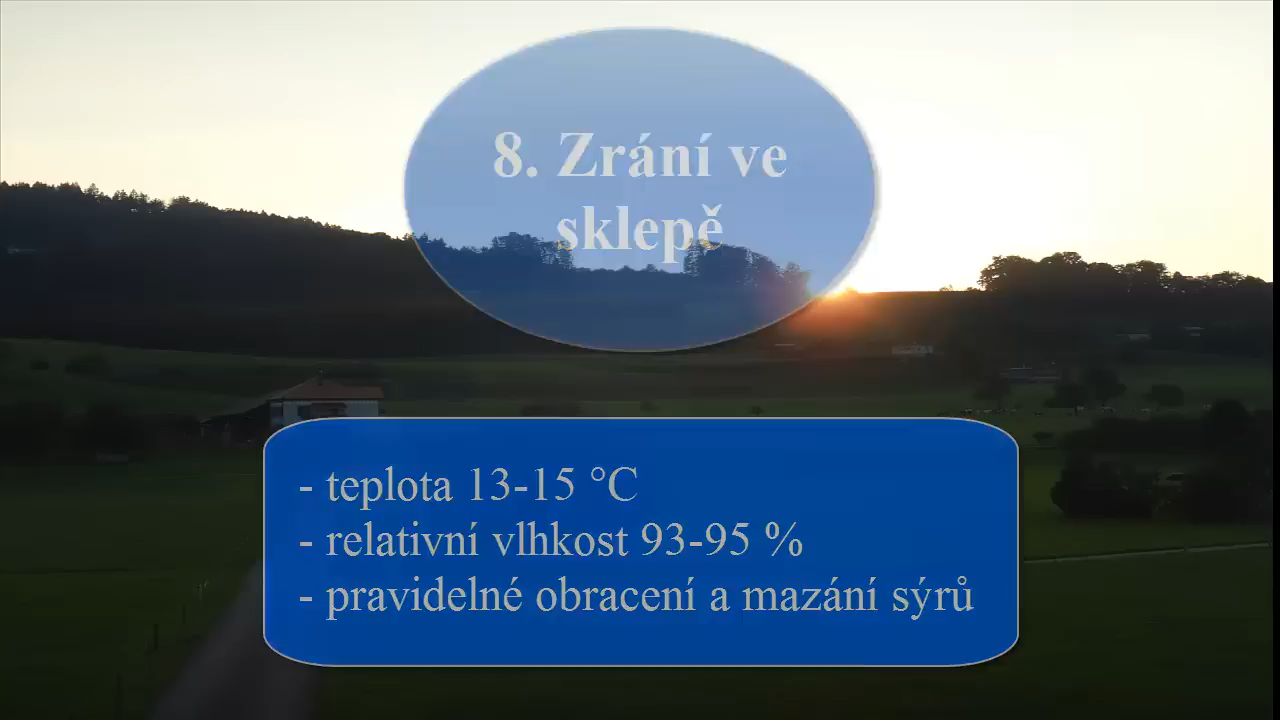 8. Zrání ve
sklepě
- teplota 13-15 °C
- relativní vlhkost 93-95 %
- pravidelné obracení a mazání sýrů